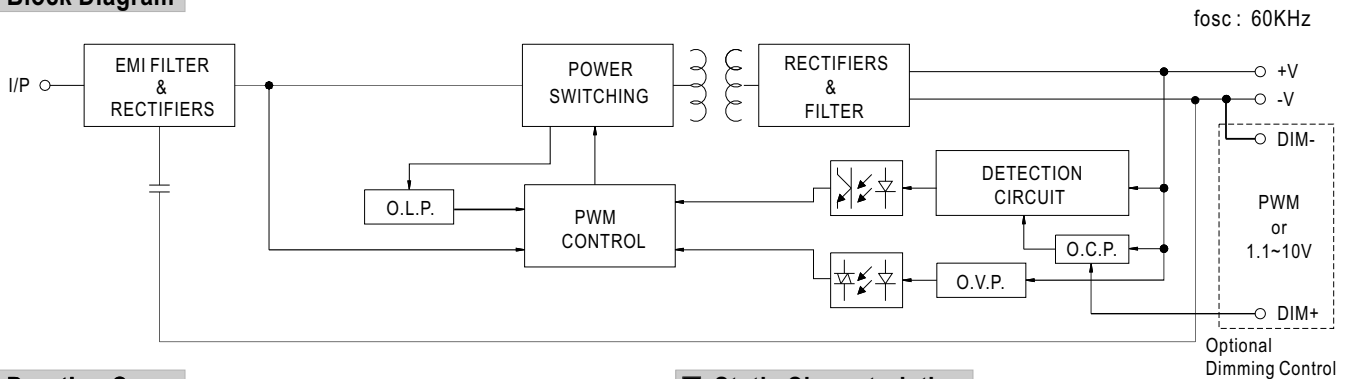 Block Diagram
fosc : 60KHz
I/P
EMI FILTER
&
RECTIFIERS
POWER
SWITCHING
RECTIFIERS
&
FILTER
+V
-V
DIM-
O.L.P.
PWM
CONTROL
DETECTION
CIRCUIT
O.C.P.
O.V.P.
PWM
or
1.1~10V
DIM+
Optional
Dimming Control